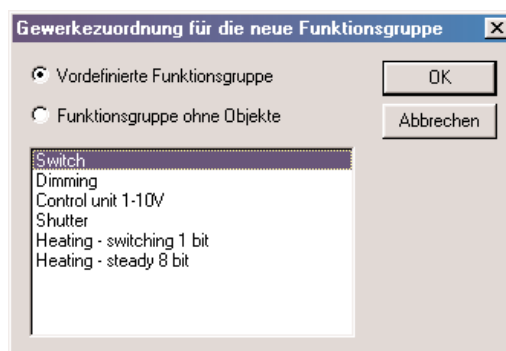 Gewerkezuordnung für die neue Funktionsgruppe
Vordefinierte Funktionsgruppe
OK
Funktionsgruppe ohne Objekte
Abbrechen
Switch
Dimming
Control unit 1-10V
Shutter
Heating - switching 1 bit
Heating - steady 8 bit